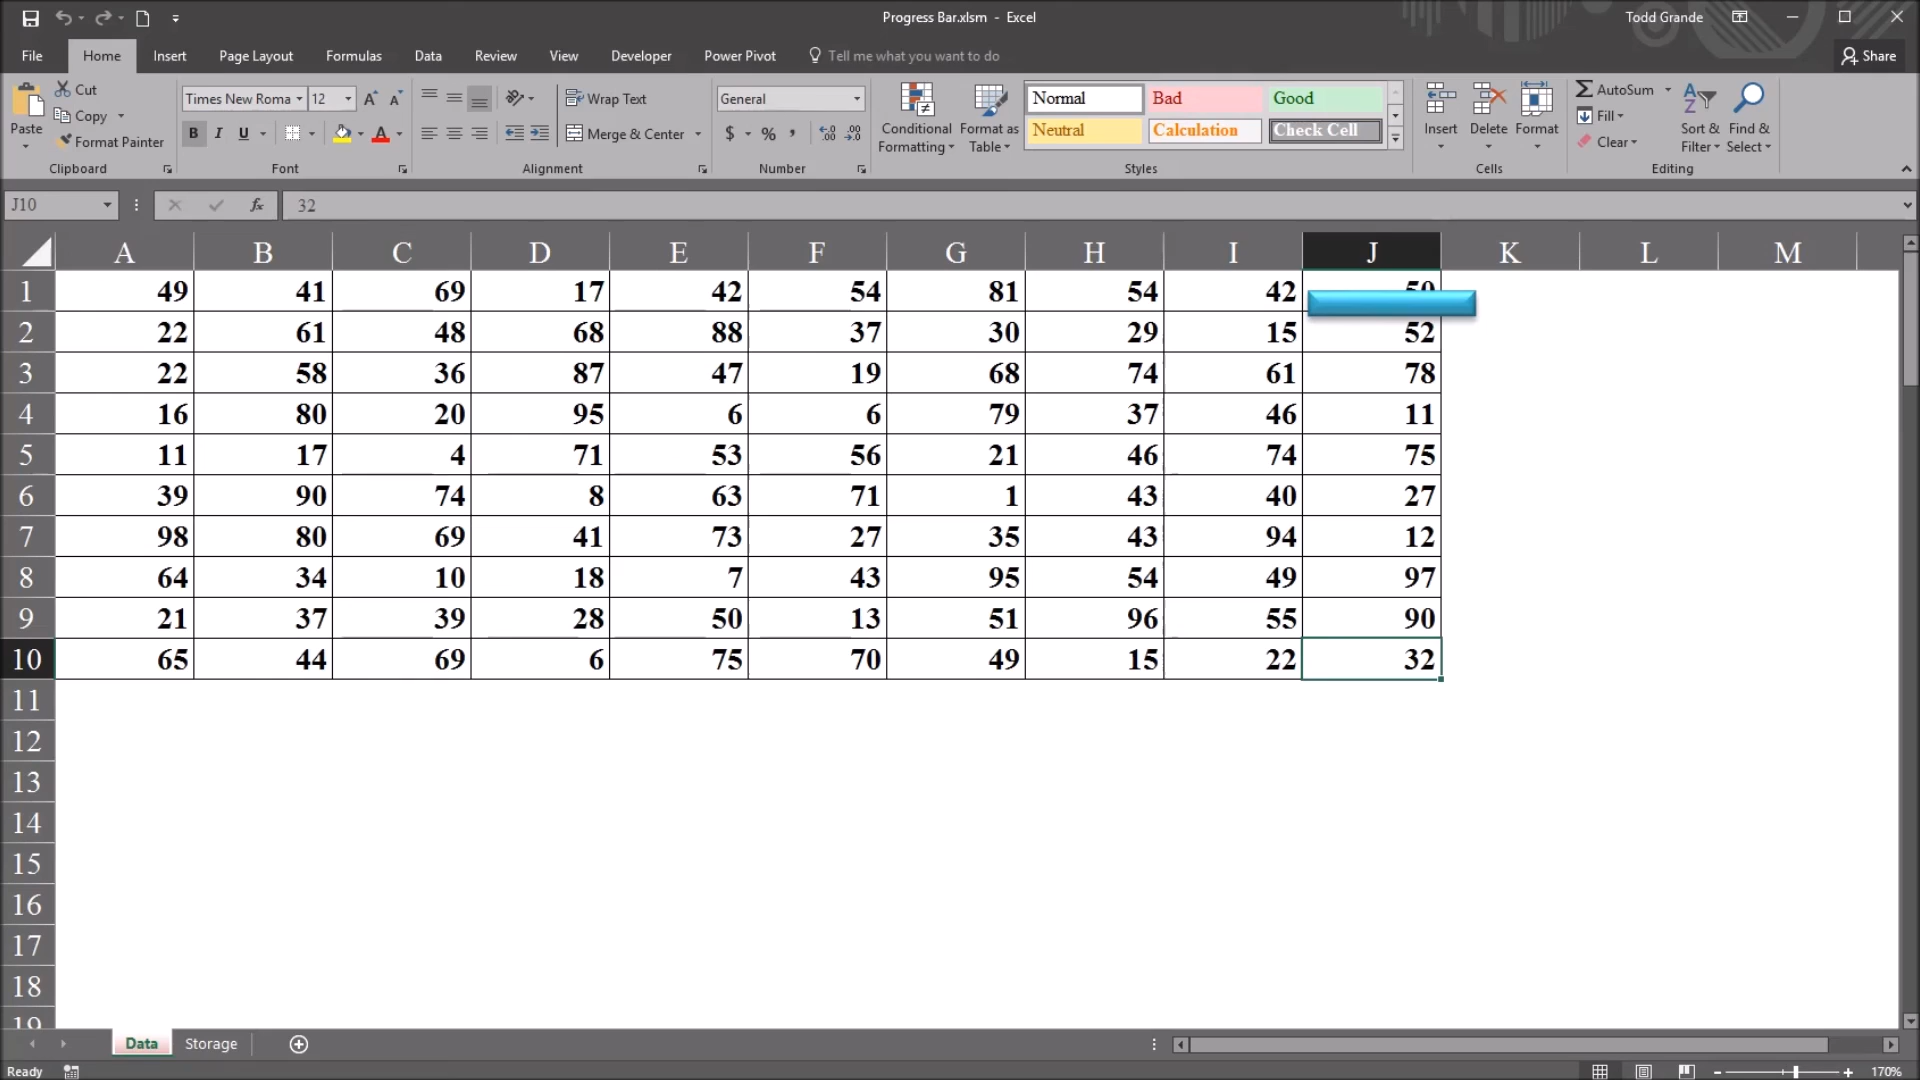 Progress Bar.xlsm - Excel
Todd Grande
File Home Insert Page Layout Formulas Data Review View Developer Power Pivot Tell me what you want to do Share
Paste
Cut
Copy
Format Painter
Clipboard
Times New Roma 12
B I U
Font
Wrap Text
Merge & Center
Alignment
General
$ % ,
Number
Conditional Formatting
Format as Table
Normal Bad Good
Neutral Calculation Check Cell
Styles
Insert Delete Format
Cells
AutoSum
Fill
Clear
Sort & Filter
Find & Select
Editing
J10 fx 32
A B C D E F G H I J K L M
1 49 41 69 17 42 54 81 54 42
2 22 61 48 68 88 37 30 29 15 52
3 22 58 36 87 47 19 68 74 61 78
4 16 80 20 95 6 6 79 37 46 11
5 11 17 4 71 53 56 21 46 74 75
6 39 90 74 8 63 71 1 43 40 27
7 98 80 69 41 73 27 35 43 94 12
8 64 34 10 18 7 43 95 54 49 97
9 21 37 39 28 50 13 51 96 55 90
10 65 44 69 6 75 70 49 15 22 32
11
12
13
14
15
16
17
18
19
Data Storage
Ready 170%